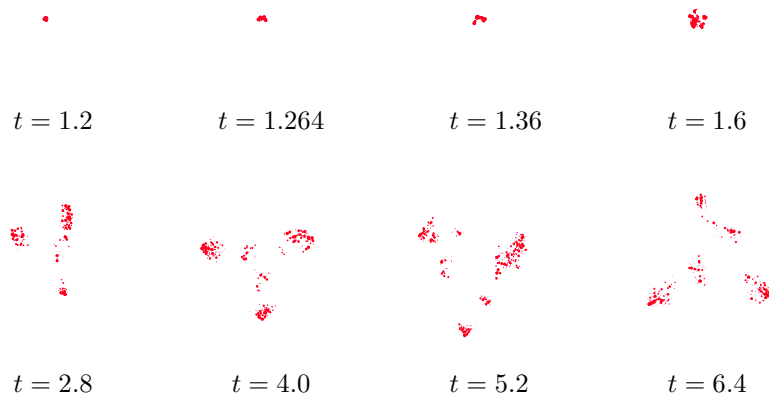 t = 1.2 t = 1.264 t = 1.36 t = 1.6
t = 2.8 t = 4.0 t = 5.2 t = 6.4